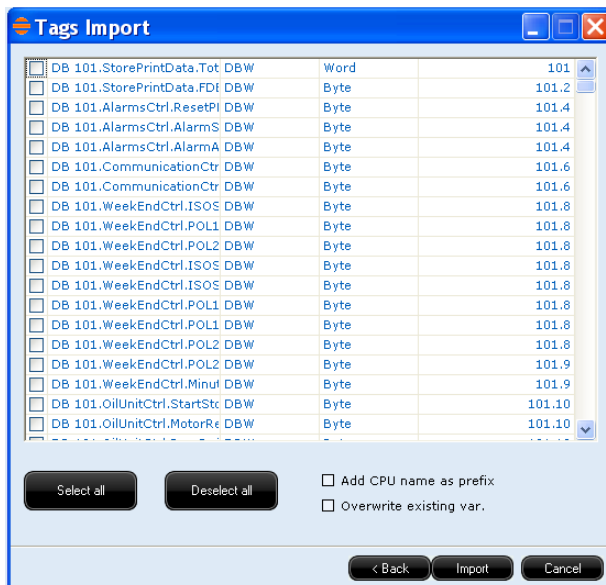 Tags Import
DB 101.StorePrintData.Tot DBW Word 101
DB 101.StorePrintData.FDE DBW Byte 101.2
DB 101.AlarmsCtrl.ResetPl DBW Byte 101.4
DB 101.AlarmsCtrl.AlarmS DBW Byte 101.4
DB 101.AlarmsCtrl.AlarmA DBW Byte 101.4
DB 101.CommunicationCtr DBW Byte 101.6
DB 101.CommunicationCtr DBW Byte 101.6
DB 101.WeekEndCtrl.ISOS DBW Byte 101.8
DB 101.WeekEndCtrl.POL1 DBW Byte 101.8
DB 101.WeekEndCtrl.POL2 DBW Byte 101.8
DB 101.WeekEndCtrl.ISOS DBW Byte 101.8
DB 101.WeekEndCtrl.ISOS DBW Byte 101.8
DB 101.WeekEndCtrl.POL1 DBW Byte 101.8
DB 101.WeekEndCtrl.POL1 DBW Byte 101.8
DB 101.WeekEndCtrl.POL2 DBW Byte 101.8
DB 101.WeekEndCtrl.POL2 DBW Byte 101.9
DB 101.WeekEndCtrl.Minut DBW Byte 101.9
DB 101.OilUnitCtrl.StartSto DBW Byte 101.10
DB 101.OilUnitCtrl.MotorRe DBW Byte 101.10
Select all
Deselect all
Add CPU name as prefix
Overwrite existing var.
< Back
Import
Cancel